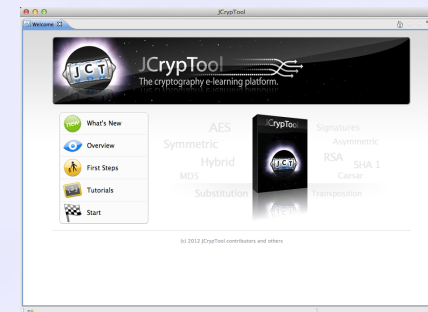 JCrypTool
Welcome
JCT
JCrypTool
The cryptography e-learning platform.
new
What's New
Overview
First Steps
Tutorials
Start
AES
Symmetric
Hybrid
MD5
Substitution
JCrypTool
JCT
Signatures
Asymmetric
RSA
SHA 1
Caesar
Transposition
(c) 2012 JCrypTool contributors and others